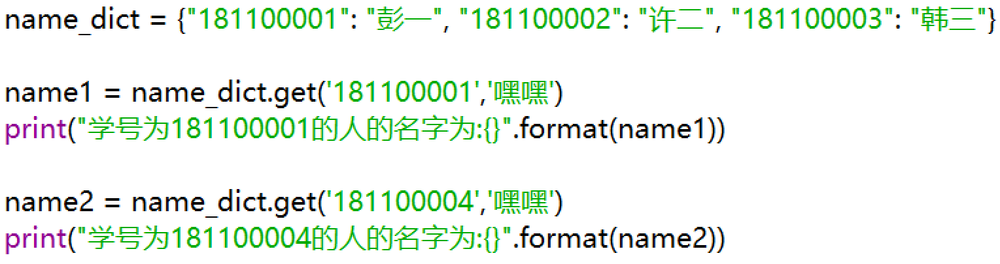 name_dict = {"181100001": "彭一", "181100002": "许二", "181100003": "韩三"}
name1 = name_dict.get('181100001','嘿嘿')
print("学号为181100001的人的名字为:{}".format(name1))
name2 = name_dict.get('181100004','嘿嘿')
print("学号为181100004的人的名字为:{}".format(name2))